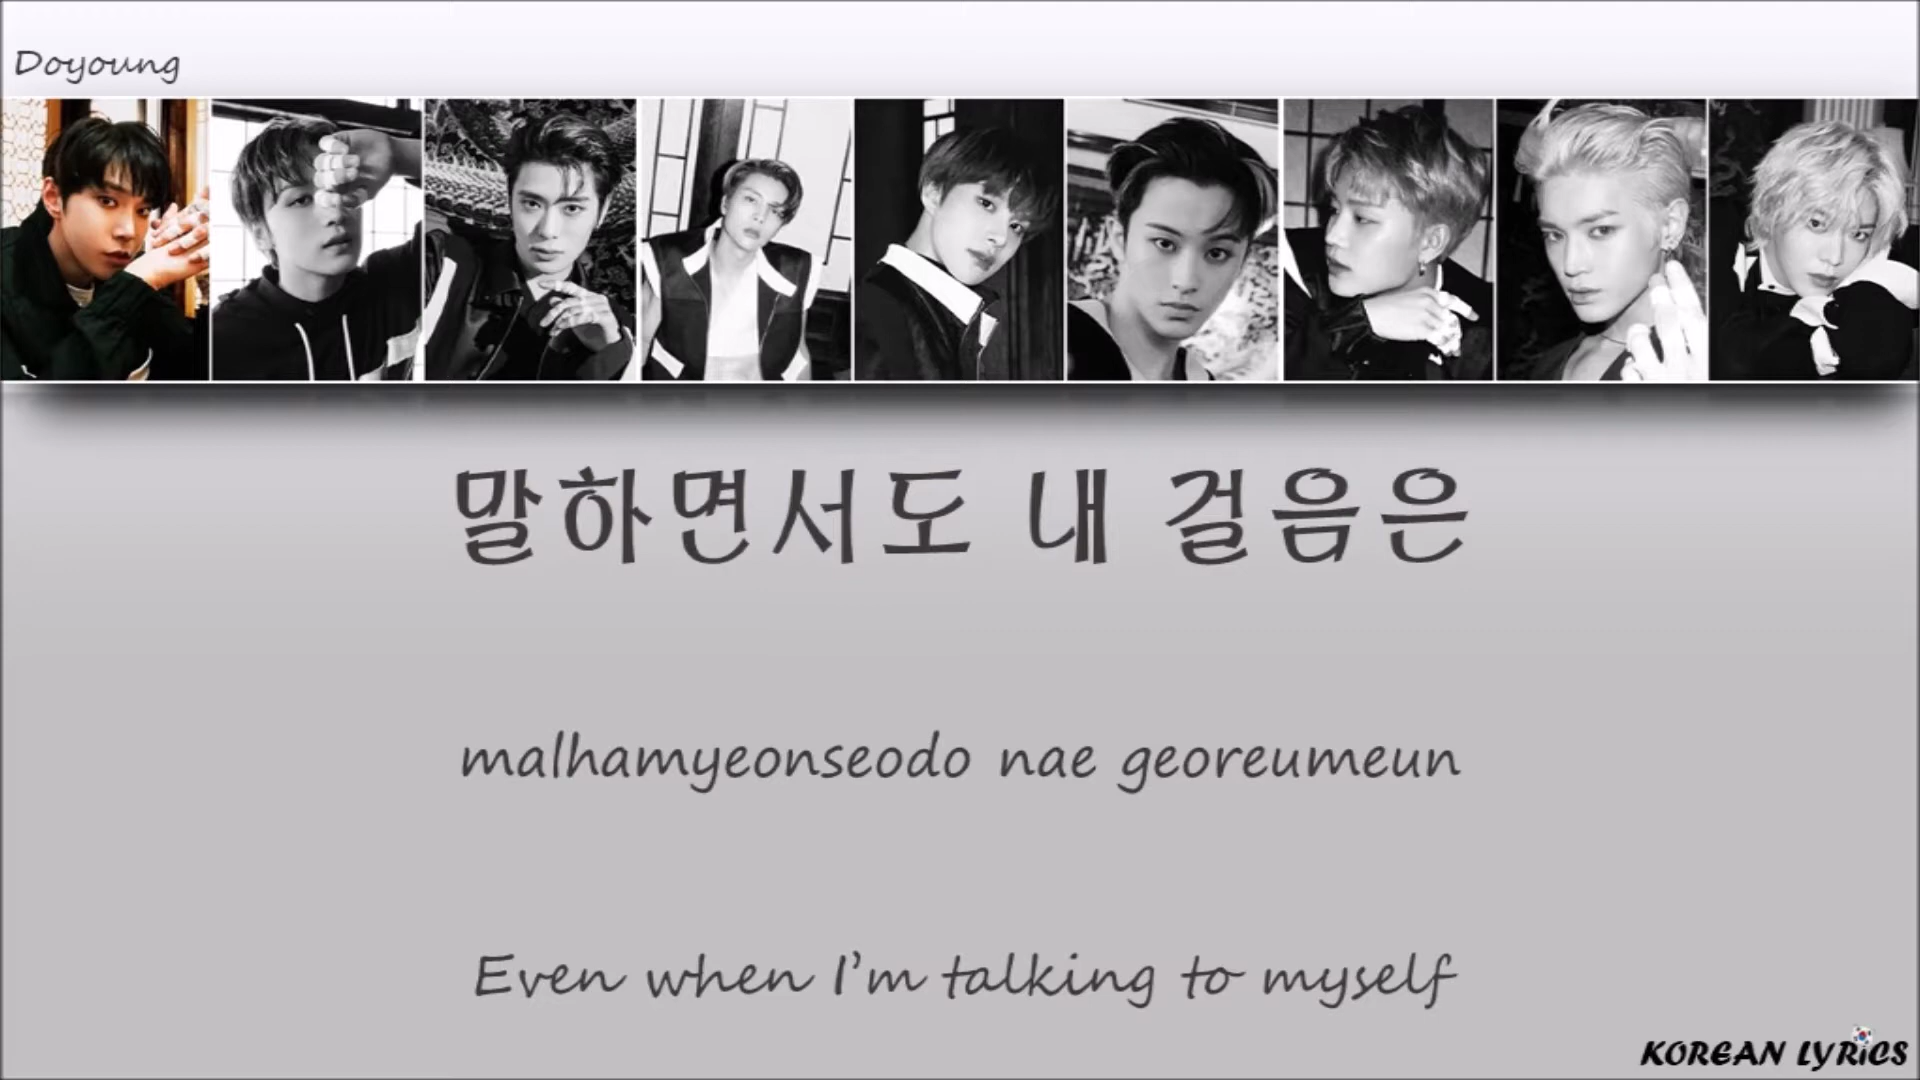 Doyoung
말하면서도 내 걸음은
malhamyeonseodo nae georeumeun
Even when I'm talking to myself
KOREAN LYRICS